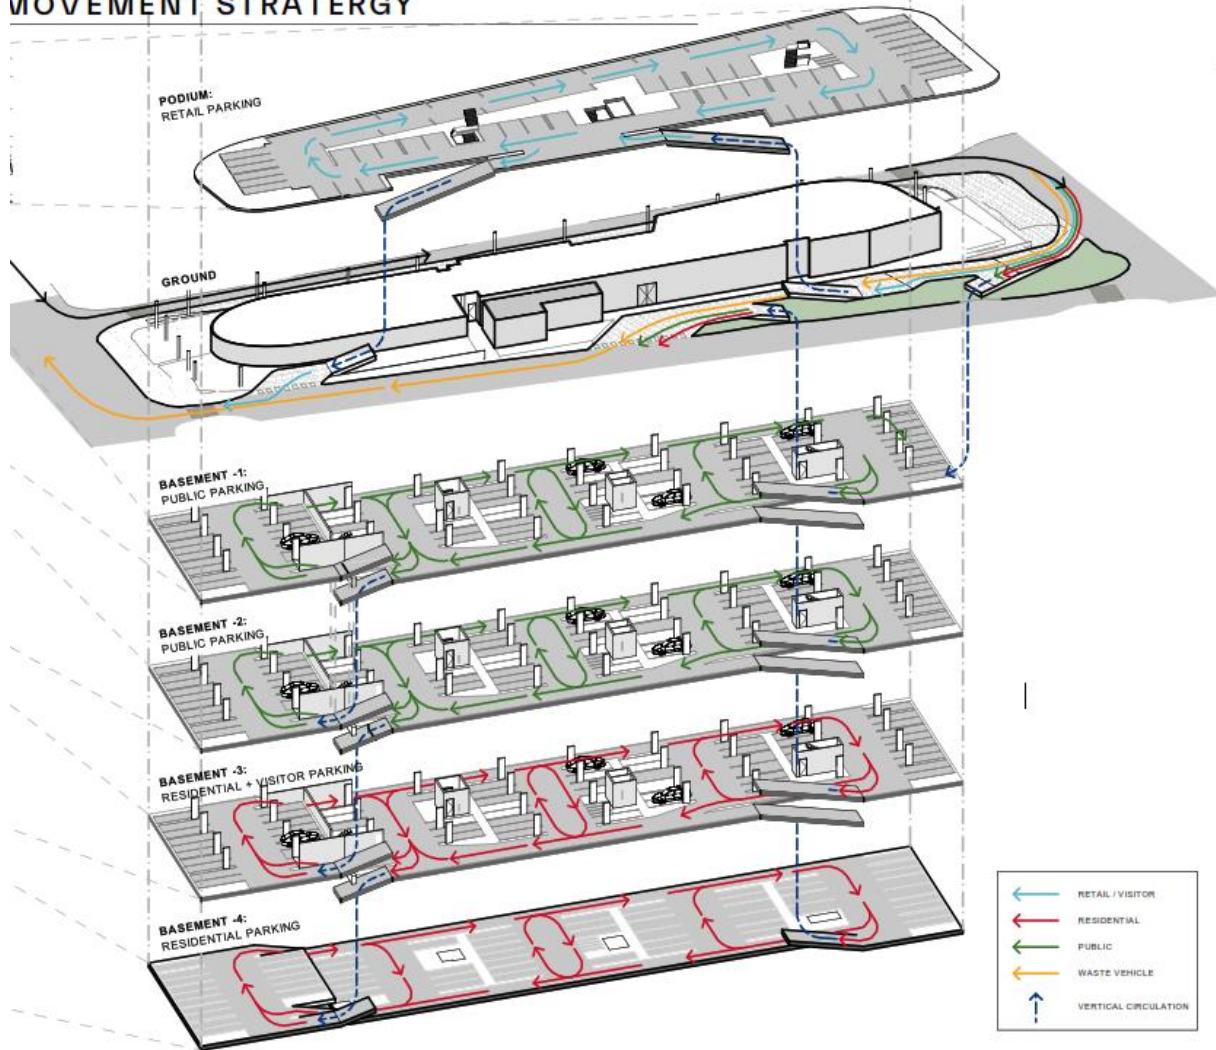 MOVEMENT STRATERGY
PODIUM:
RETAIL PARKING
GROUND
BASEMENT -1:
PUBLIC PARKING
BASEMENT -2:
PUBLIC PARKING
BASEMENT -3:
RESIDENTIAL + VISITOR PARKING
BASEMENT -4:
RESIDENTIAL PARKING
RETAIL / VISITOR
RESIDENTIAL
PUBLIC
WASTE VEHICLE
VERTICAL CIRCULATION